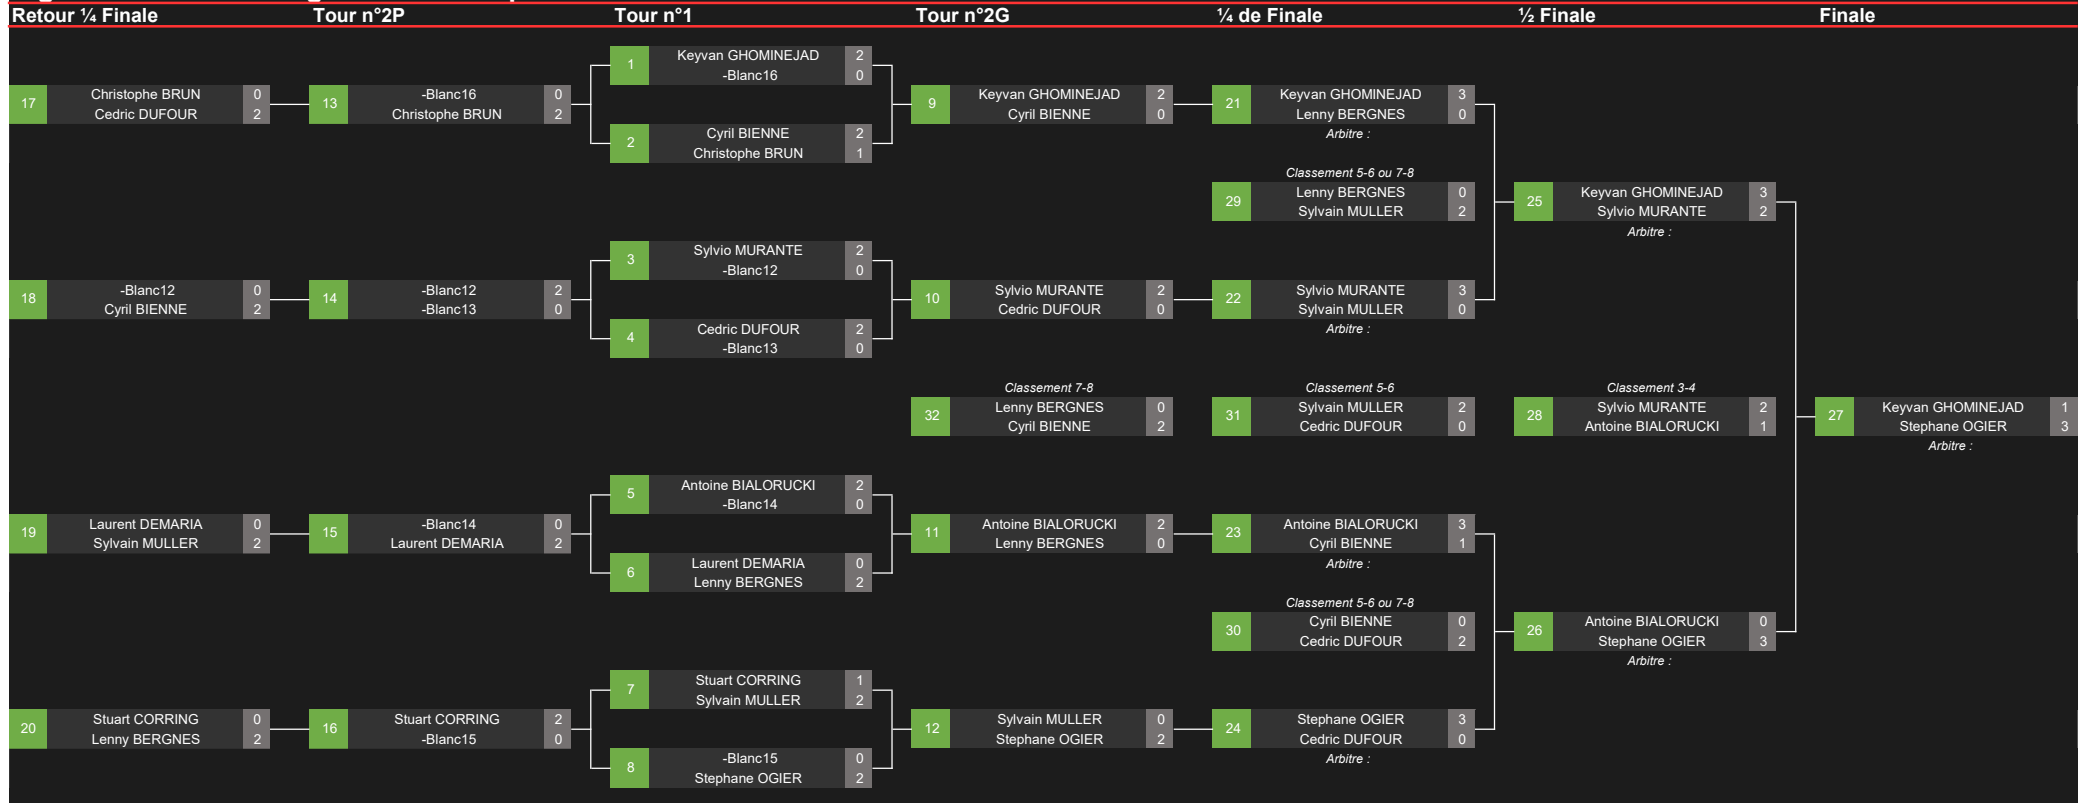 Retour ¼ Finale Tour n°2P Tour n°1 Tour n°2G ¼ de Finale ½ Finale Finale
1 Keyvan GHOMINEJAD 2
-Blanc16 0
17 Christophe BRUN 0
Cedric DUFOUR 2
13 -Blanc16 0
Christophe BRUN 2
9 Keyvan GHOMINEJAD 2
Cyril BIENNE 0
21 Keyvan GHOMINEJAD 3
Lenny BERGNES 0
Arbitre :
2 Cyril BIENNE 2
Christophe BRUN 1
Classement 5-6 ou 7-8
29 Lenny BERGNES 0
Sylvain MULLER 2
25 Keyvan GHOMINEJAD 3
Sylvio MURANTE 2
Arbitre :
3 Sylvio MURANTE 2
-Blanc12 0
18 -Blanc12 0
Cyril BIENNE 2
14 -Blanc12 2
-Blanc13 0
10 Sylvio MURANTE 2
Cedric DUFOUR 0
22 Sylvio MURANTE 3
Sylvain MULLER 0
Arbitre :
4 Cedric DUFOUR 2
-Blanc13 0
Classement 7-8
32 Lenny BERGNES 0
Cyril BIENNE 2
Classement 5-6
31 Sylvain MULLER 2
Cedric DUFOUR 0
Classement 3-4
28 Sylvio MURANTE 2
Antoine BIALORUCKI 1
27 Keyvan GHOMINEJAD 1
Stephane OGIER 3
Arbitre :
5 Antoine BIALORUCKI 2
-Blanc14 0
19 Laurent DEMARIA 0
Sylvain MULLER 2
15 -Blanc14 0
Laurent DEMARIA 2
11 Antoine BIALORUCKI 2
Lenny BERGNES 0
23 Antoine BIALORUCKI 3
Cyril BIENNE 1
Arbitre :
6 Laurent DEMARIA 0
Lenny BERGNES 2
Classement 5-6 ou 7-8
30 Cyril BIENNE 0
Cedric DUFOUR 2
26 Antoine BIALORUCKI 0
Stephane OGIER 3
Arbitre :
7 Stuart CORRING 1
Sylvain MULLER 2
20 Stuart CORRING 0
Lenny BERGNES 2
16 Stuart CORRING 2
-Blanc15 0
12 Sylvain MULLER 0
Stephane OGIER 2
24 Stephane OGIER 3
Cedric DUFOUR 0
Arbitre :
8 -Blanc15 0
Stephane OGIER 2